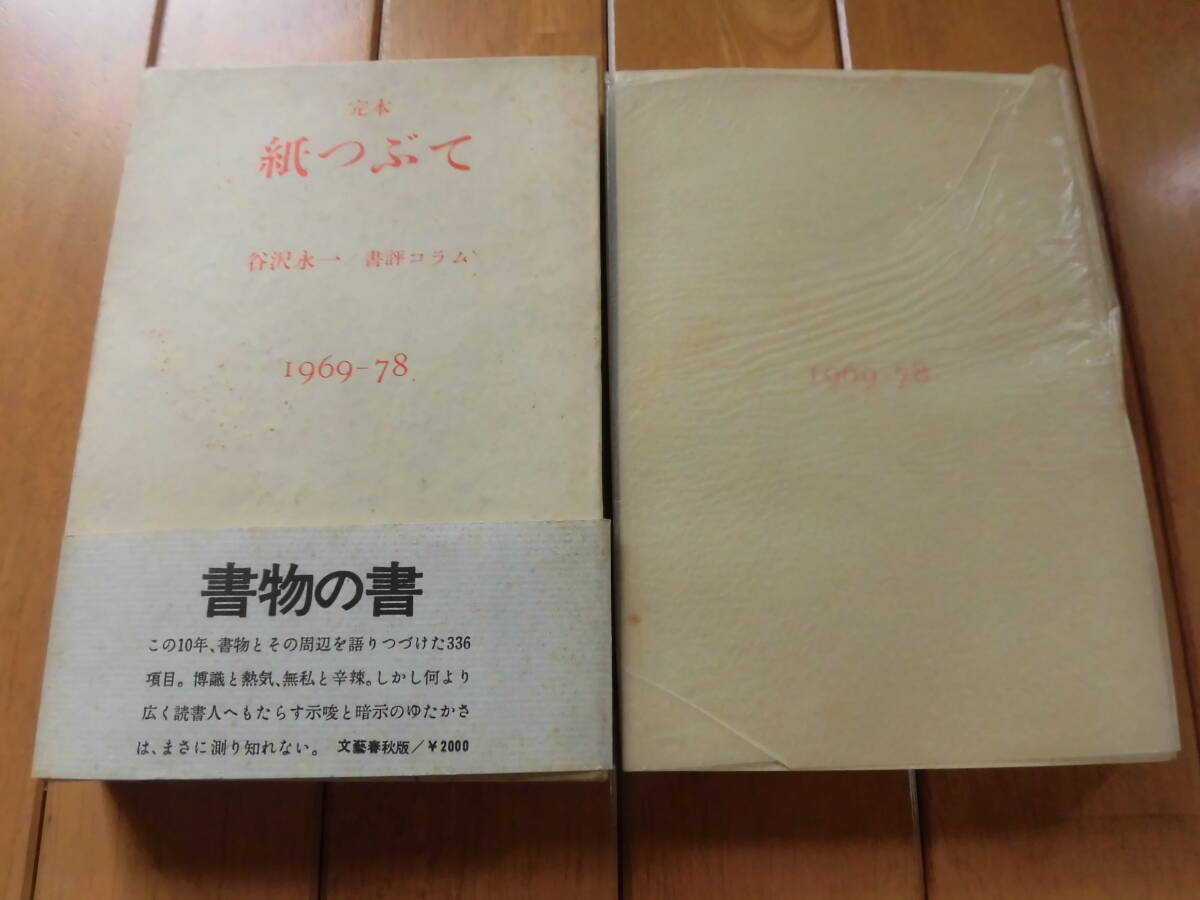 完本
紙つぶて
谷沢永一 書評コラム
1969-78
書物の書
この10年、書物とその周辺を語りつづけた336
項目。博識と熱気、無私と辛辣。しかし何より
広く読書人へもたらす示唆と暗示のゆたかさ
は、まさに測り知れない。 文藝春秋版/¥2000
1969-78